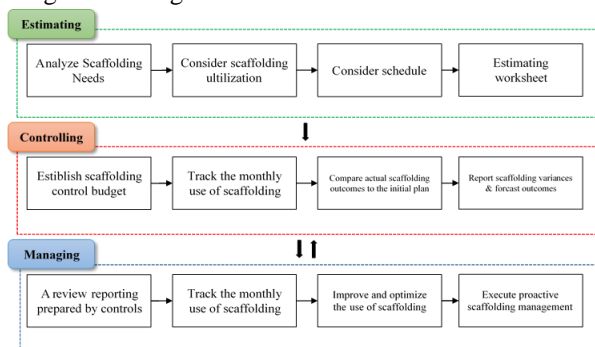 Estimating
Analyze Scaffolding
Needs
Consider scaffolding
ultilization
Consider schedule
Estimating
worksheet
Controlling
Estiblish scaffolding
control budget
Track the monthly
use of scaffolding
Compare actual scaffolding
outcomes to the initial plan
Report scaffolding variances
& forcast outcomes
Managing
A review reporting
prepared by controls
Track the monthly
use of scaffolding
Improve and optimize
the use of scaffolding
Execute proactive
scaffolding management